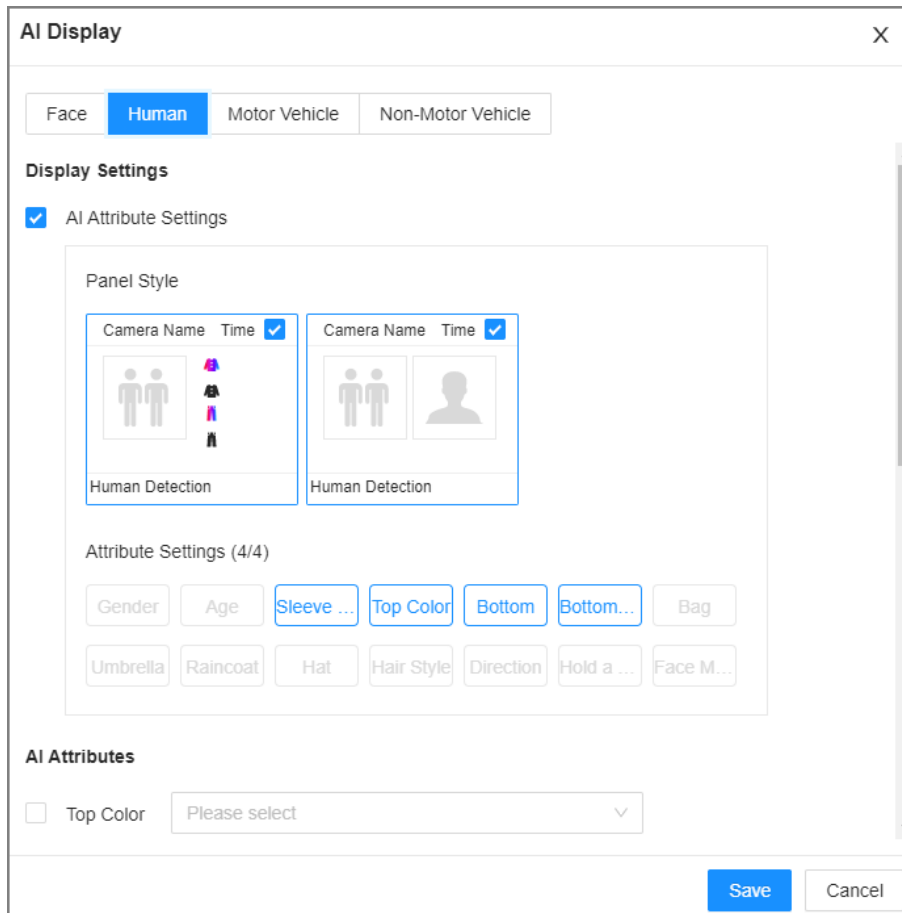 AI Display X
Face Human Motor Vehicle Non-Motor Vehicle
Display Settings
AI Attribute Settings
Panel Style
Camera Name Time Camera Name Time
Human Detection Human Detection
Attribute Settings (4/4)
Gender Age Sleeve ... Top Color Bottom Bottom... Bag
Umbrella Raincoat Hat Hair Style Direction Hold a ... Face M...
AI Attributes
Top Color Please select
Save Cancel